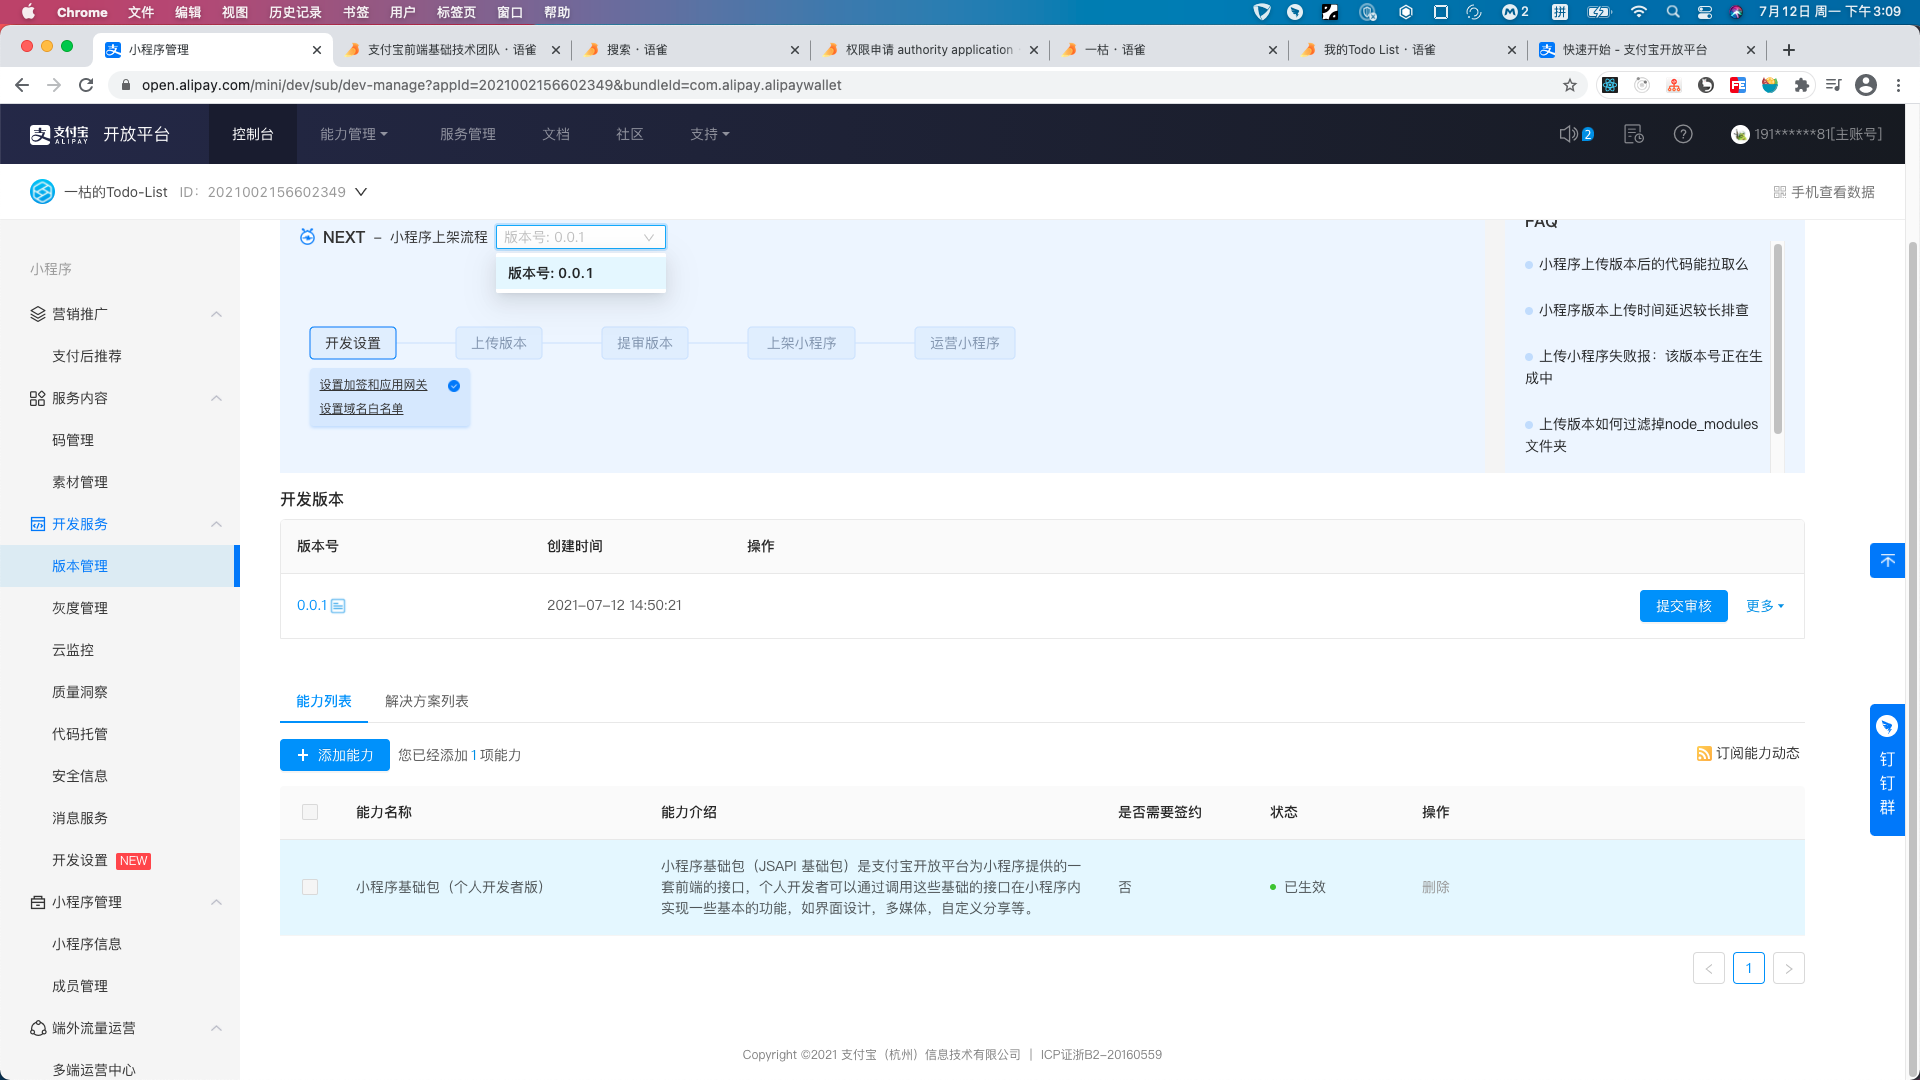 Chrome 文件 编辑 视图 历史记录 书签 用户 标签页 窗口 帮助 2 拼 7月12日 周一 下午3:09
小程序管理 支付宝前端基础技术团队 · 语雀 搜索 · 语雀 权限申请 authority application 一枯 · 语雀 我的Todo List · 语雀 快速开始 - 支付宝开放平台
open.alipay.com/mini/dev/sub/dev-manage?appId=2021002156602349&bundleId=com.alipay.alipaywallet
支付宝 ALIPAY 开放平台 控制台 能力管理 服务管理 文档 社区 支持 2 191******81[主账号]
一枯的Todo-List ID: 2021002156602349 手机查看数据
小程序
营销推广
支付后推荐
服务内容
码管理
素材管理
开发服务
版本管理
灰度管理
云监控
质量洞察
代码托管
安全信息
消息服务
开发设置 NEW
小程序管理
小程序信息
成员管理
端外流量运营
多端运营中心
NEXT – 小程序上架流程 版本号: 0.0.1
版本号: 0.0.1
开发设置 上传版本 提审版本 上架小程序 运营小程序
设置加签和应用网关
设置域名白名单
FAQ
小程序上传版本后的代码能拉取么
小程序版本上传时间延迟较长排查
上传小程序失败报：该版本号正在生
成中
上传版本如何过滤掉node_modules
文件夹
开发版本
版本号 创建时间 操作
0.0.1 2021-07-12 14:50:21 提交审核 更多
能力列表 解决方案列表
+ 添加能力 您已经添加 1 项能力 订阅能力动态
能力名称 能力介绍 是否需要签约 状态 操作
小程序基础包（个人开发者版） 小程序基础包（JSAPI 基础包）是支付宝开放平台为小程序提供的一
套前端的接口，个人开发者可以通过调用这些基础的接口在小程序内
实现一些基本的功能，如界面设计，多媒体，自定义分享等。 否 已生效 删除
< 1 >
钉
钉
群
Copyright ©2021 支付宝（杭州）信息技术有限公司 | ICP证浙B2-20160559